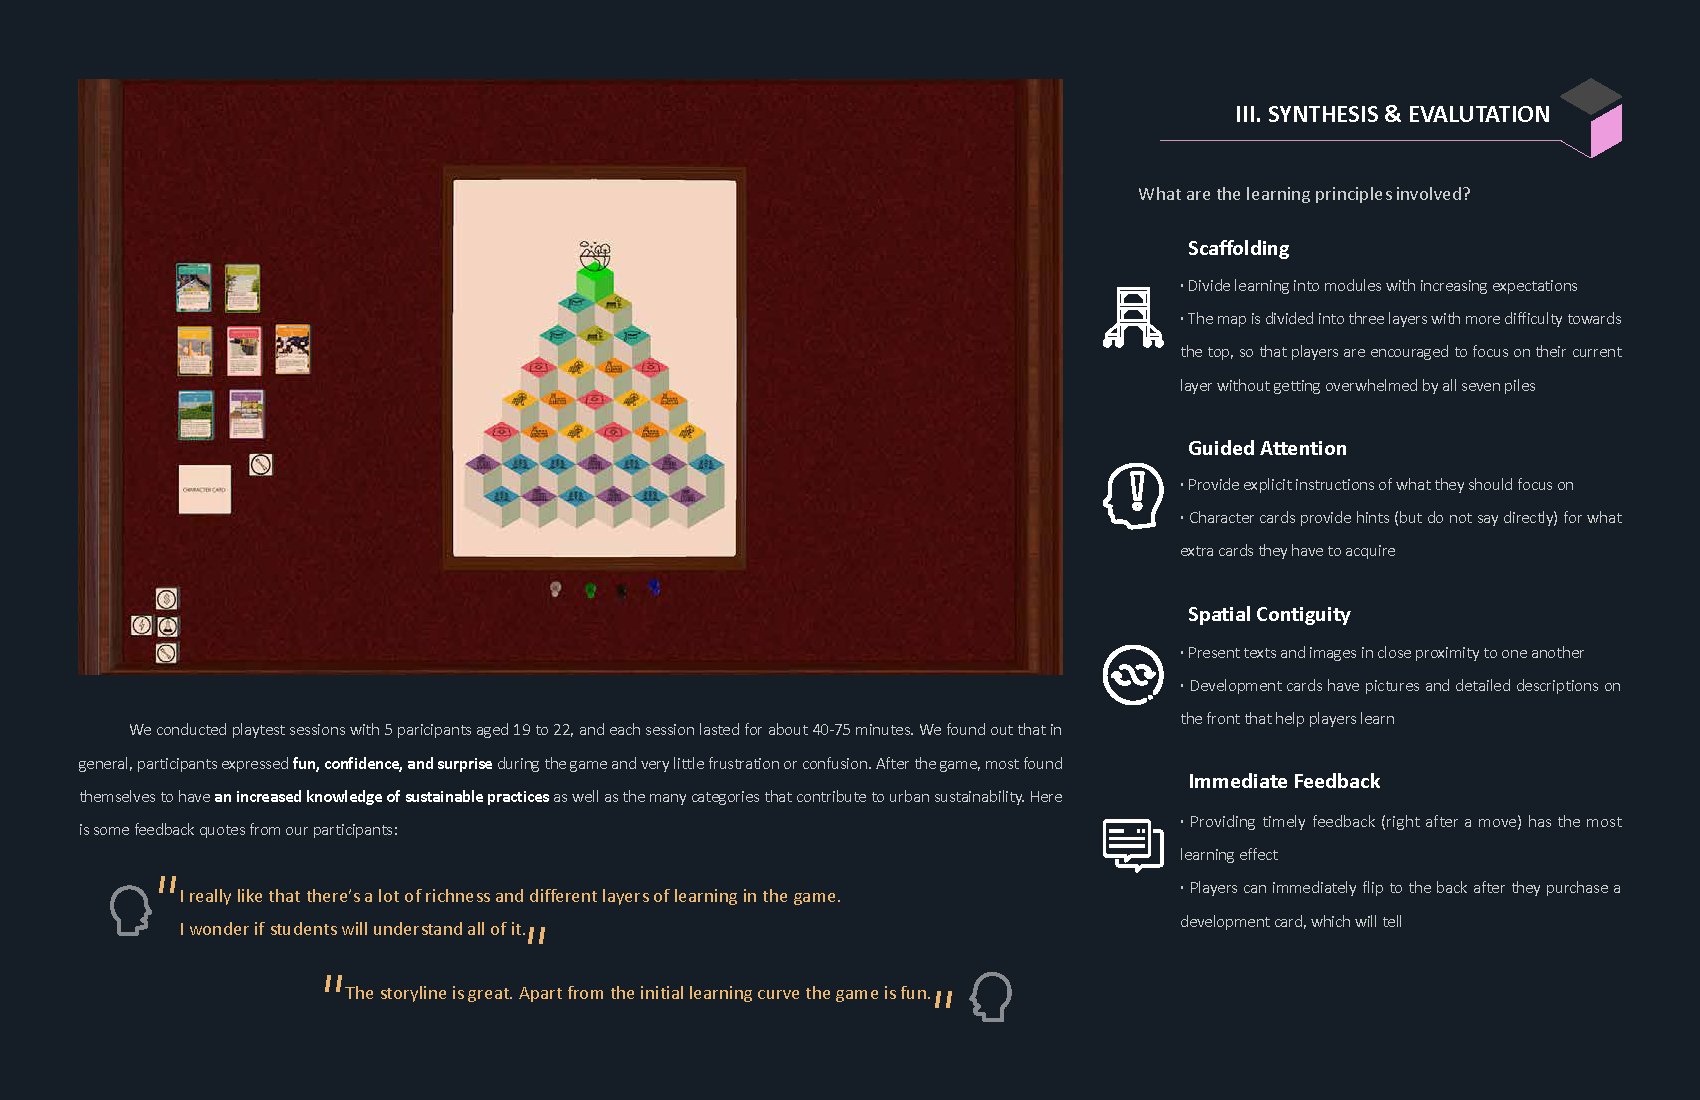 CHARACTER CARD
We conducted playtest sessions with 5 paricipants aged 19 to 22, and each session lasted for about 40-75 minutes. We found out that in
general, participants expressed fun, confidence, and surprise during the game and very little frustration or confusion. After the game, most found
themselves to have an increased knowledge of sustainable practices as well as the many categories that contribute to urban sustainability. Here
is some feedback quotes from our participants:
"I really like that there's a lot of richness and different layers of learning in the game.
I wonder if students will understand all of it."
"The storyline is great. Apart from the initial learning curve the game is fun."
III. SYNTHESIS & EVALUTATION
What are the learning principles involved?
Scaffolding
· Divide learning into modules with increasing expectations
· The map is divided into three layers with more difficulty towards
the top, so that players are encouraged to focus on their current
layer without getting overwhelmed by all seven piles
Guided Attention
· Provide explicit instructions of what they should focus on
· Character cards provide hints (but do not say directly) for what
extra cards they have to acquire
Spatial Contiguity
· Present texts and images in close proximity to one another
· Development cards have pictures and detailed descriptions on
the front that help players learn
Immediate Feedback
· Providing timely feedback (right after a move) has the most
learning effect
· Players can immediately flip to the back after they purchase a
development card, which will tell